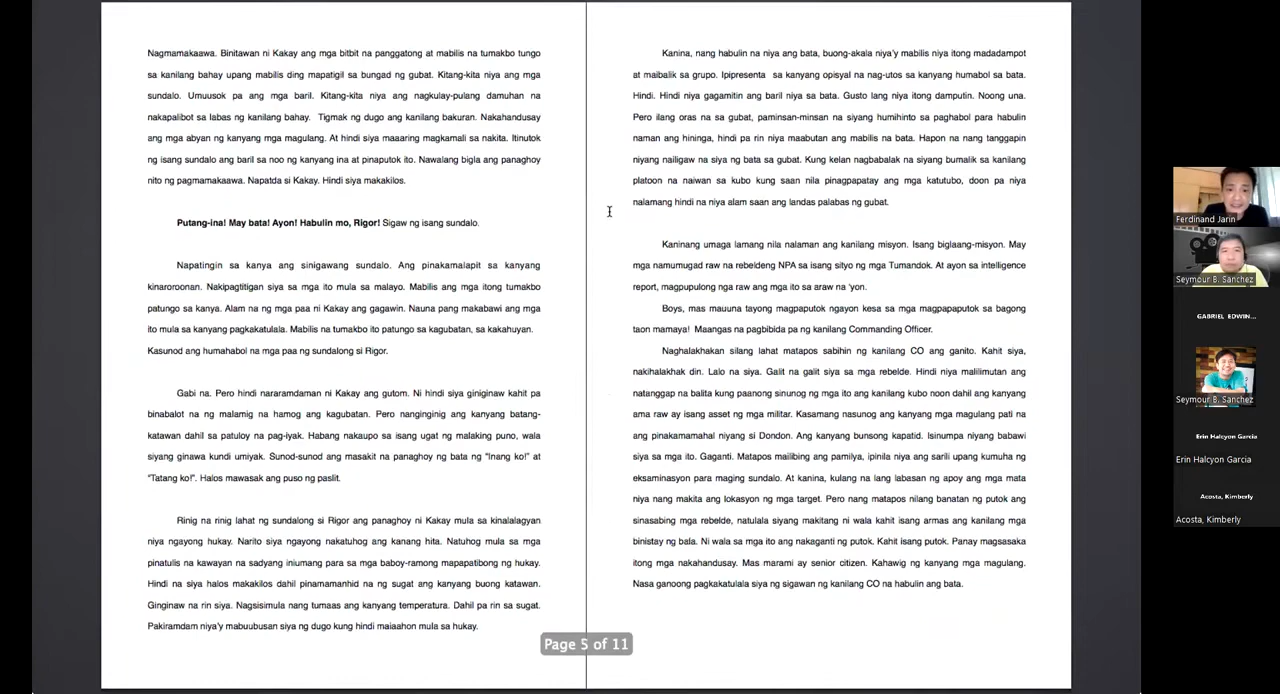 Nagmamakaawa. Binitawan ni Kakay ang mga bitbit na panggatong at mabilis na tumakbo tungo
sa kanilang bahay upang mabilis ding mapatigil sa bungad ng gubat. Kitang-kita niya ang mga
sundalo. Umuusok pa ang mga baril. Kitang-kita niya ang nagkulay-pulang damuhan na
nakapalibot sa labas ng kanilang bahay. Tigmak ng dugo ang kanilang bakuran. Nakahandusay
ang mga abyan ng kanyang mga magulang. At hindi siya maaaring magkamali sa nakita. Itinutok
ng isang sundalo ang baril sa noo ng kanyang ina at pinaputok ito. Nawalang bigla ang panaghoy
nito ng pagmamakaawa. Napatda si Kakay. Hindi siya makakilos.
Putang-ina! May bata! Ayon! Habulin mo, Rigor! Sigaw ng isang sundalo.
Napatingin sa kanya ang sinigawang sundalo. Ang pinakamalapit sa kanyang
kinaroroonan. Nakipagtitigan siya sa mga ito mula sa malayo. Mabilis ang mga itong tumakbo
patungo sa kanya. Alam na ng mga paa ni Kakay ang gagawin. Nauna pang makabawi ang mga
ito mula sa kanyang pagkakatulala. Mabilis na tumakbo ito patungo sa kagubatan, sa kakahuyan.
Kasunod ang humahabol na mga paa ng sundalong si Rigor.
Gabi na. Pero hindi nararamdaman ni Kakay ang gutom. Ni hindi siya giniginaw kahit pa
binabalot na ng malamig na hamog ang kagubatan. Pero nanginginig ang kanyang batang-
katawan dahil sa patuloy na pag-iyak. Habang nakaupo sa isang ugat ng malaking puno, wala
siyang ginawa kundi umiyak. Sunod-sunod ang masakit na panaghoy ng bata ng “Inang ko!” at
“Tatang ko!”. Halos mawasak ang puso ng paslit.
Rinig na rinig lahat ng sundalong si Rigor ang panaghoy ni Kakay mula sa kinalalagyan
niya ngayong hukay. Narito siya ngayong nakatuhog ang kanang hita. Natuhog mula sa mga
pinatulis na kawayan na sadyang iniumang para sa mga baboy-ramong mapapatibong ng hukay.
Hindi na siya halos makakilos dahil pinamamanhid na ng sugat ang kanyang buong katawan.
Ginginaw na rin siya. Nagsisimula nang tumaas ang kanyang temperatura. Dahil pa rin sa sugat.
Pakiramdam niya’y mabuubusan siya ng dugo kung hindi maiaahon mula sa hukay.
Kanina, nang habulin na niya ang bata, buong-akala niya’y mabilis niya itong madadampot
at maibalik sa grupo. Ipipresenta sa kanyang opisyal na nag-utos sa kanyang humabol sa bata.
Hindi. Hindi niya gagamitin ang baril niya sa bata. Gusto lang niya itong damputin. Noong una.
Pero ilang oras na sa gubat, paminsan-minsan na siyang humihinto sa paghabol para habulin
naman ang hininga, hindi pa rin niya maabutan ang mabilis na bata. Hapon na nang tanggapin
niyang nailigaw na siya ng bata sa gubat. Kung kelan nagbabalak na siyang bumalik sa kanilang
platoon na naiwan sa kubo kung saan nila pinagpapatay ang mga katutubo, doon pa niya
nalamang hindi na niya alam saan ang landas palabas ng gubat.
Kaninang umaga lamang nila nalaman ang kanilang misyon. Isang biglaang-misyon. May
mga namumugad raw na rebeldeng NPA sa isang sityo ng mga Tumandok. At ayon sa intelligence
report, magpupulong nga raw ang mga ito sa araw na ‘yon.
Boys, mas mauuna tayong magpaputok ngayon kesa sa mga magpapaputok sa bagong
taon mamaya! Maangas na pagbibida pa ng kanilang Commanding Officer.
Naghalakhakan silang lahat matapos sabihin ng kanilang CO ang ganito. Kahit siya,
nakihalakhak din. Lalo na siya. Galit na galit siya sa mga rebelde. Hindi niya malilimutan ang
natanggap na balita kung paanong sinunog ng mga ito ang kanilang kubo noon dahil ang kanyang
ama raw ay isang asset ng mga militar. Kasamang nasunog ang kanyang mga magulang pati na
ang pinakamamahal niyang si Dondon. Ang kanyang bunsong kapatid. Isinumpa niyang babawi
siya sa mga ito. Gaganti. Matapos mailibing ang pamilya, ipinila niya ang sarili upang kumuha ng
eksaminasyon para maging sundalo. At kanina, kulang na lang labasan ng apoy ang mga mata
niya nang makita ang lokasyon ng mga target. Pero nang matapos nilang banatan ng putok ang
sinasabing mga rebelde, natulala siyang makitang ni wala kahit isang armas ang kanilang mga
binistay ng bala. Ni wala sa mga ito ang nakaganti ng putok. Kahit isang putok. Panay magsasaka
itong mga nakahandusay. Mas marami ay senior citizen. Kahawig ng kanyang mga magulang.
Nasa ganoong pagkakatulala siya ng sigawan ng kanilang CO na habulin ang bata.
Page 5 of 11
Ferdinand Jarin
Seymour B. Sanchez
GABRIEL EDWIN...
Seymour B. Sanchez
Erin Halcyon Garcia
Erin Halcyon Garcia
Acosta, Kimberly
Acosta, Kimberly